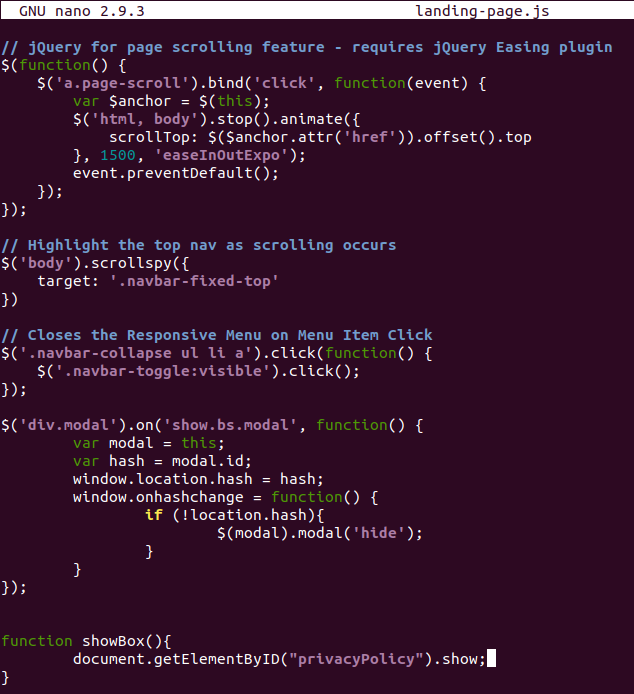 GNU nano 2.9.3 landing-page.js
// jQuery for page scrolling feature - requires jQuery Easing plugin
$(function() {
    $('a.page-scroll').bind('click', function(event) {
        var $anchor = $(this);
        $('html, body').stop().animate({
            scrollTop: $($anchor.attr('href')).offset().top
        }, 1500, 'easeInOutExpo');
        event.preventDefault();
    });
});
// Highlight the top nav as scrolling occurs
$('body').scrollspy({
    target: '.navbar-fixed-top'
})
// Closes the Responsive Menu on Menu Item Click
$('.navbar-collapse ul li a').click(function() {
    $('.navbar-toggle:visible').click();
});
$('div.modal').on('show.bs.modal', function() {
        var modal = this;
        var hash = modal.id;
        window.location.hash = hash;
        window.onhashchange = function() {
                if (!location.hash){
                        $(modal).modal('hide');
                }
        }
});
function showBox(){
        document.getElementByID("privacyPolicy").show;
}